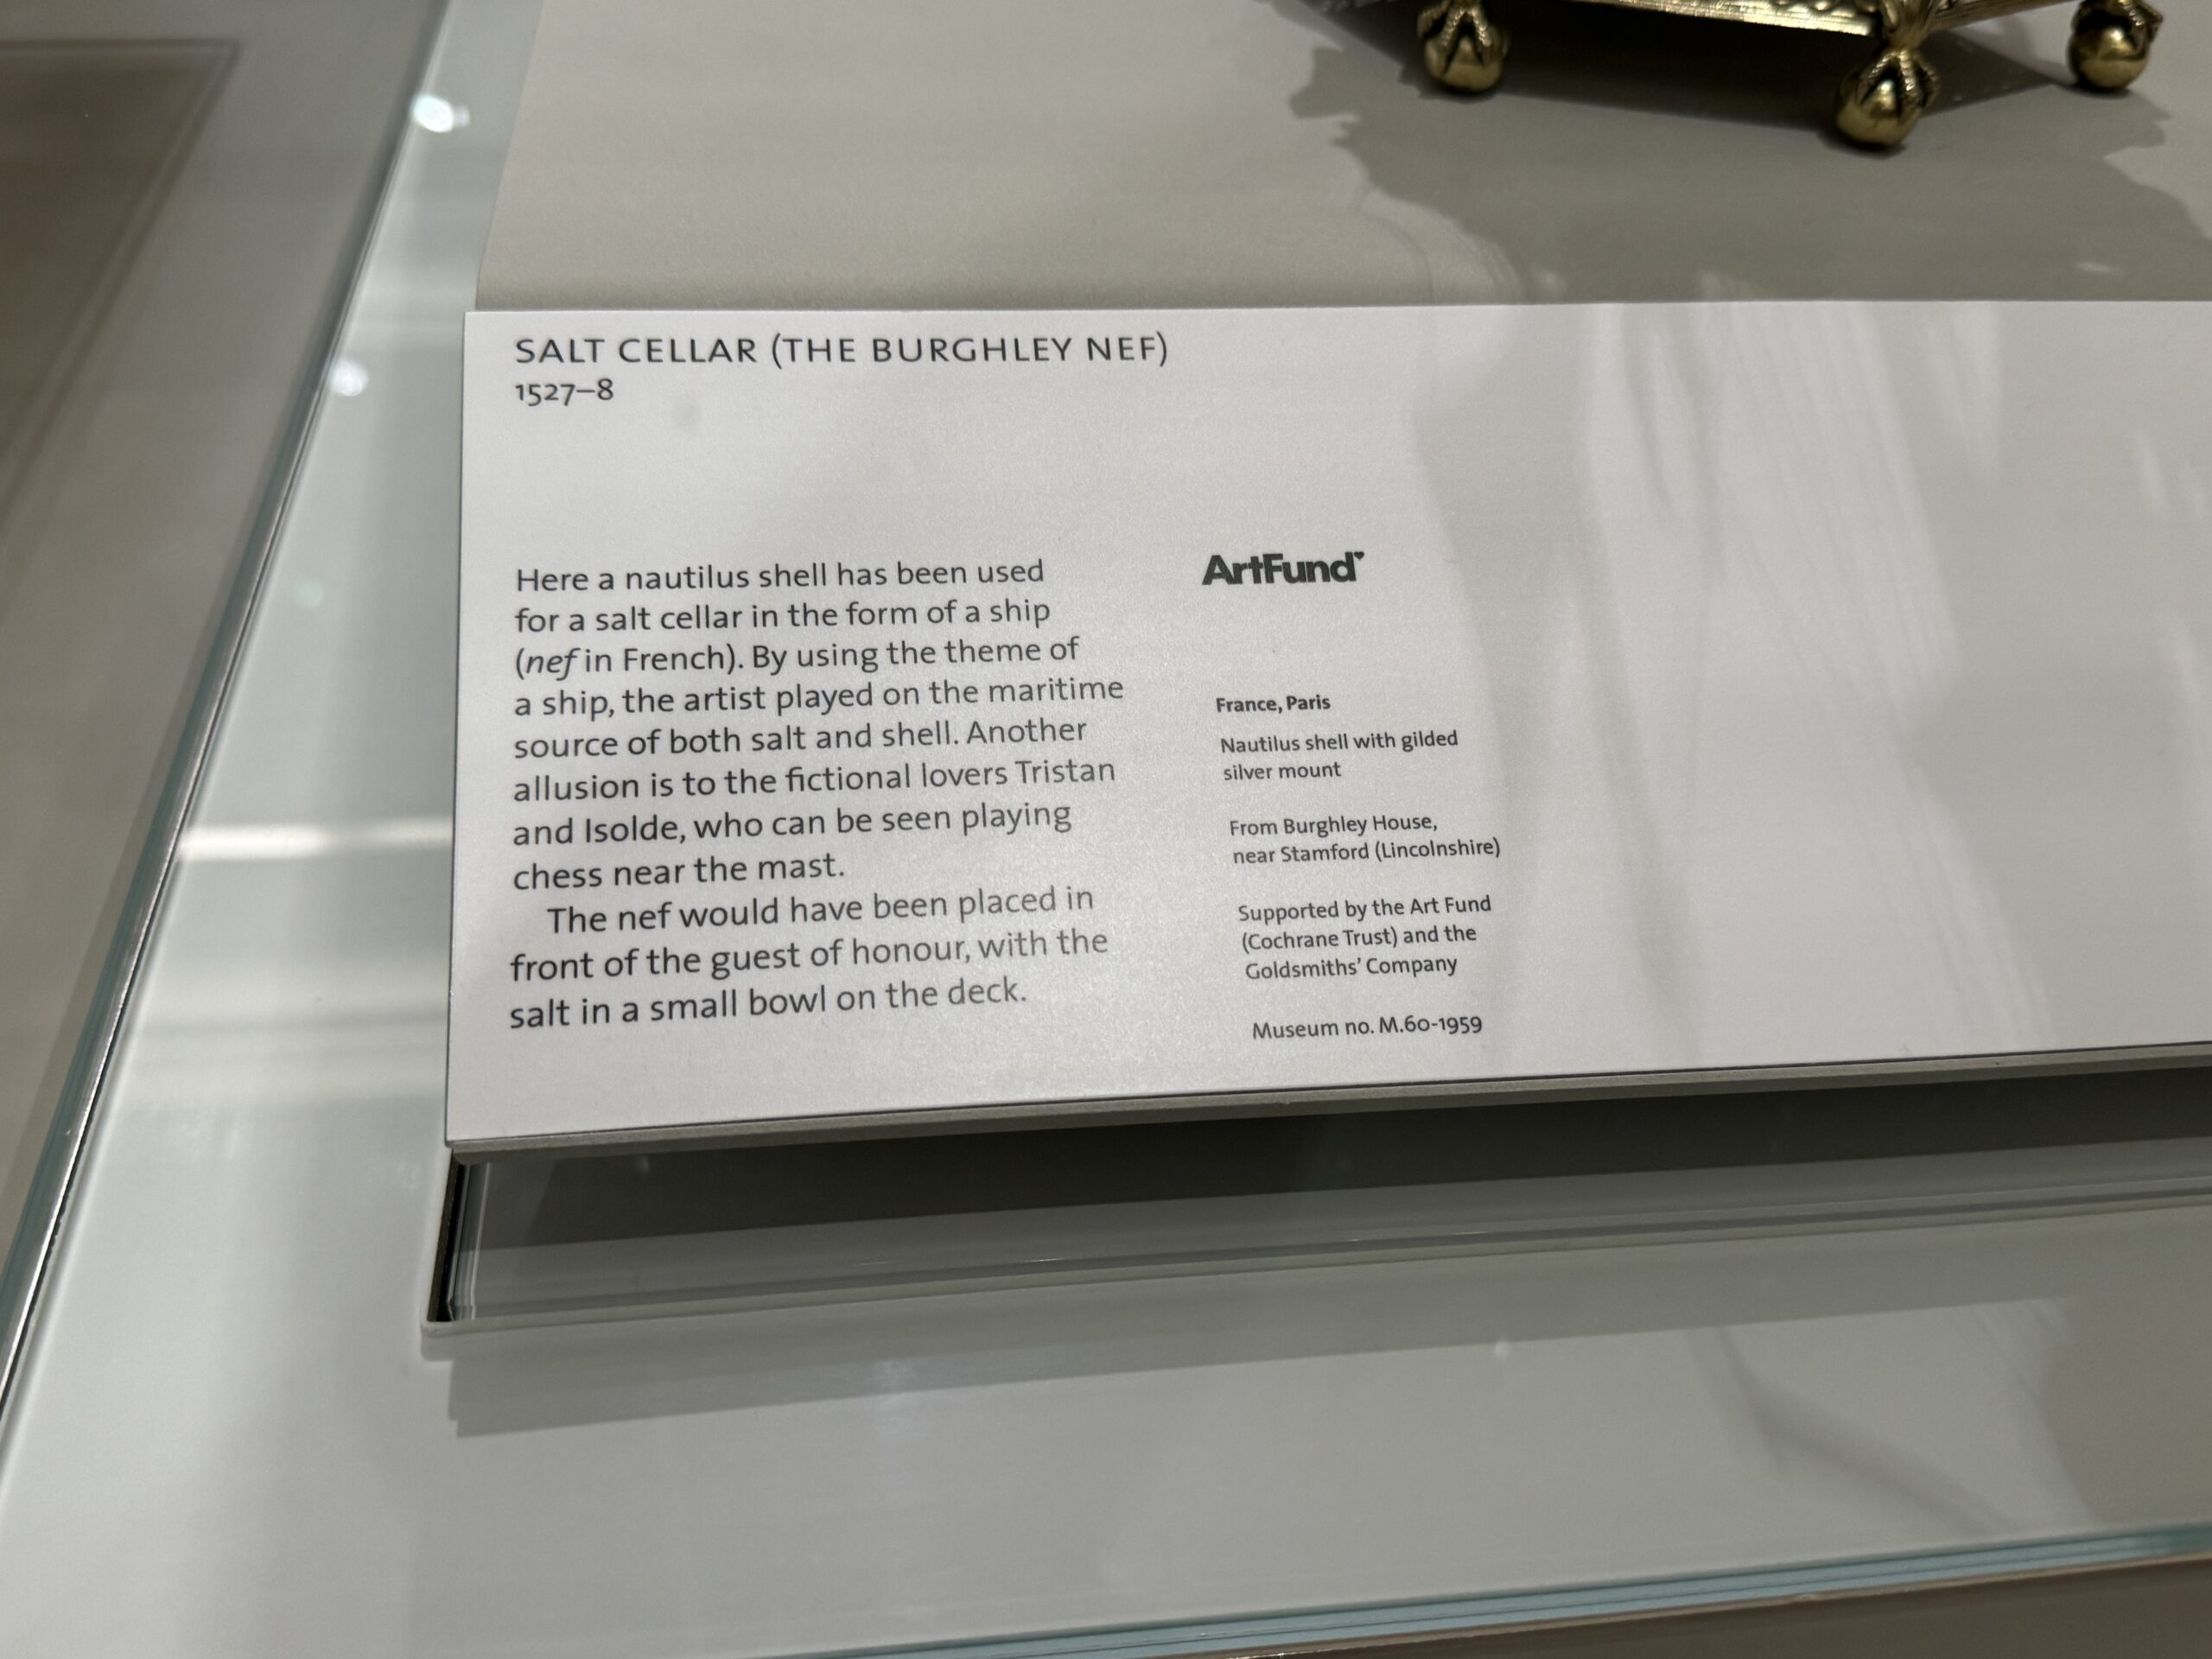 SALT CELLAR (THE BURGHLEY NEF)
1527–8
Here a nautilus shell has been used
for a salt cellar in the form of a ship
(nef in French). By using the theme of
a ship, the artist played on the maritime
source of both salt and shell. Another
allusion is to the fictional lovers Tristan
and Isolde, who can be seen playing
chess near the mast.
The nef would have been placed in
front of the guest of honour, with the
salt in a small bowl on the deck.
ArtFund
France, Paris
Nautilus shell with gilded
silver mount
From Burghley House,
near Stamford (Lincolnshire)
Supported by the Art Fund
(Cochrane Trust) and the
Goldsmiths’ Company
Museum no. M.60-1959